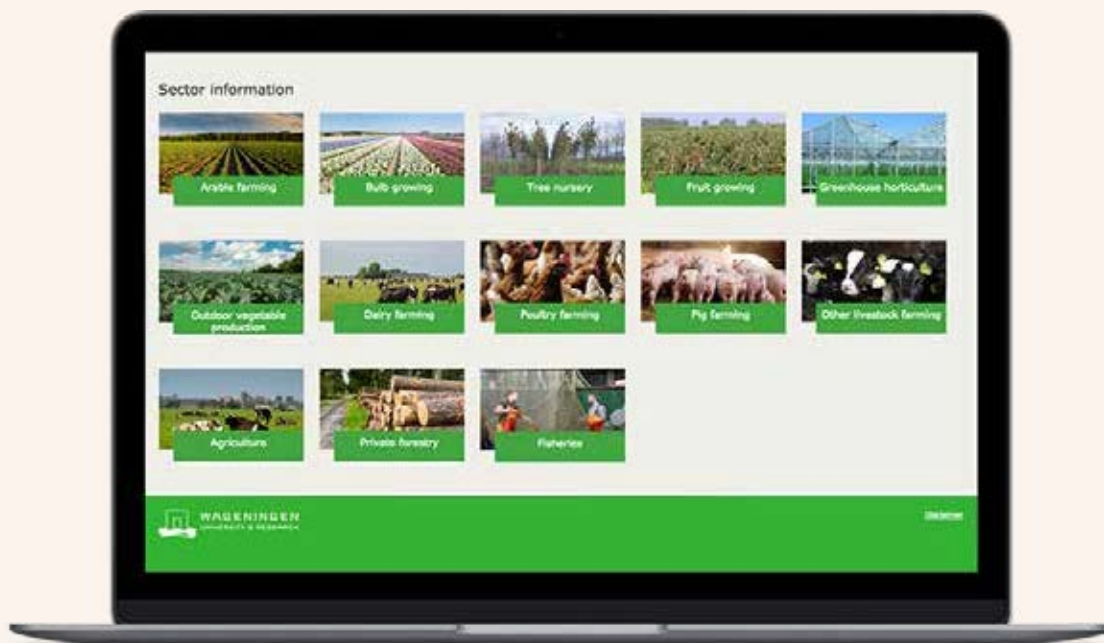 Sector information
Arable farming
Bulb growing
Tree nursery
Fruit growing
Greenhouse horticulture
Outdoor vegetable
production
Dairy farming
Poultry farming
Pig farming
Other livestock farming
Agriculture
Private forestry
Fisheries
WAGENINGEN
UNIVERSITY & RESEARCH
Disclaimer